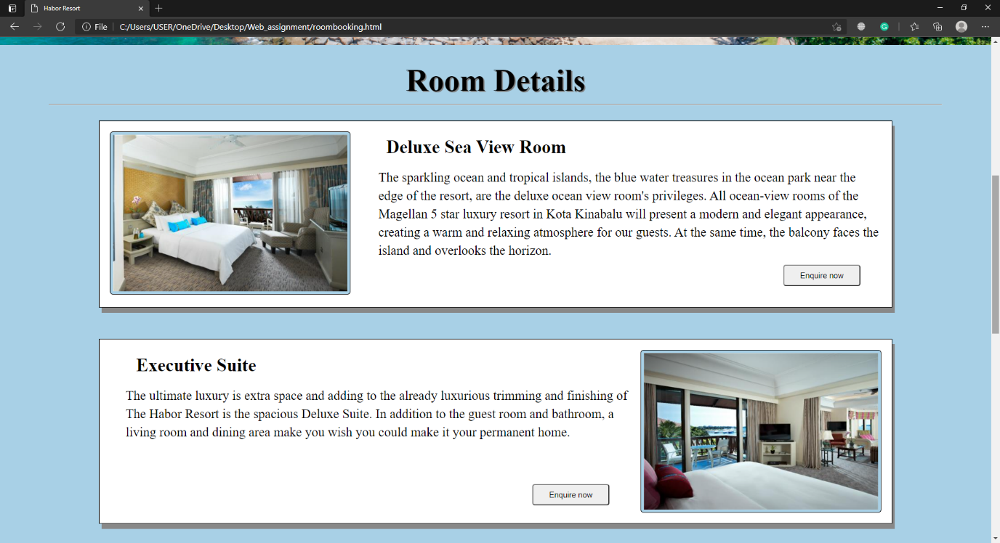 Habor Resort
File
C:/Users/USER/OneDrive/Desktop/Web_assignment/roombooking.html
Room Details
Deluxe Sea View Room
The sparkling ocean and tropical islands, the blue water treasures in the ocean park near the
edge of the resort, are the deluxe ocean view room's privileges. All ocean-view rooms of the
Magellan 5 star luxury resort in Kota Kinabalu will present a modern and elegant appearance,
creating a warm and relaxing atmosphere for our guests. At the same time, the balcony faces the
island and overlooks the horizon.
Enquire now
Executive Suite
The ultimate luxury is extra space and adding to the already luxurious trimming and finishing of
The Habor Resort is the spacious Deluxe Suite. In addition to the guest room and bathroom, a
living room and dining area make you wish you could make it your permanent home.
Enquire now